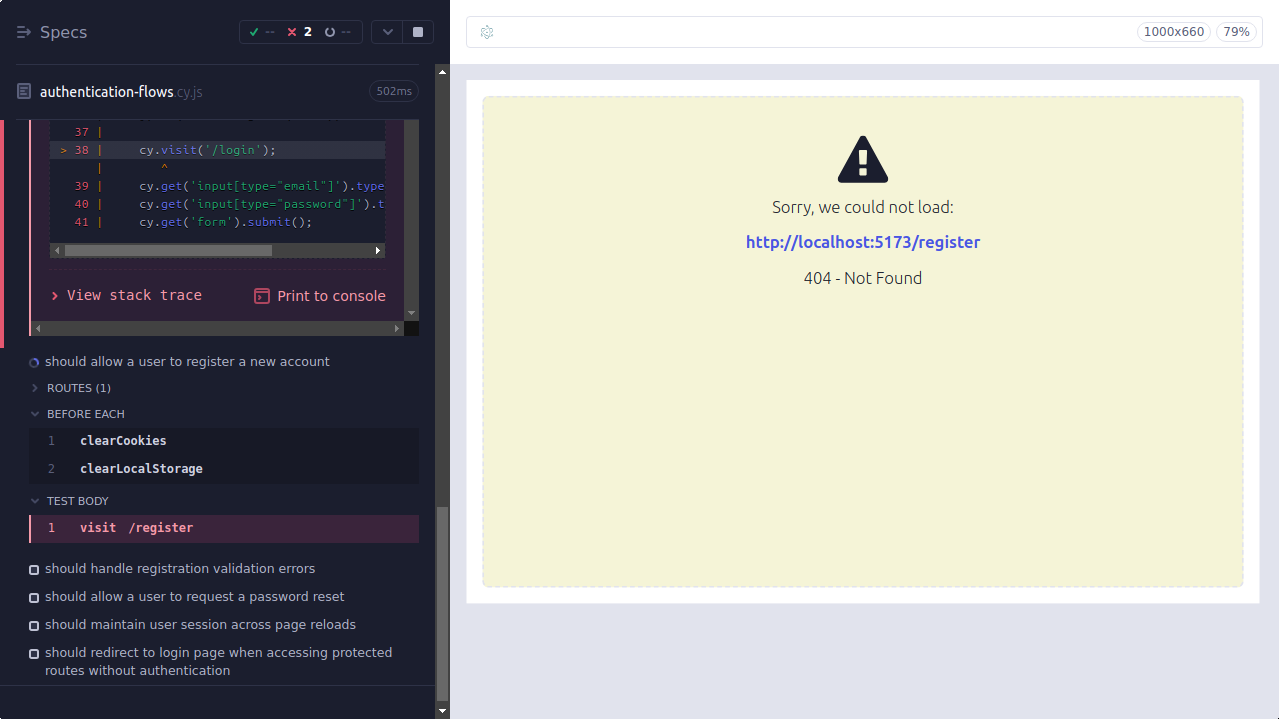 Specs
-- 2 --
authentication-flows.cy.js
502ms
37 |
> 38 | cy.visit('/login');
| ^
39 | cy.get('input[type="email"]').type
40 | cy.get('input[type="password"]').t
41 | cy.get('form').submit();
View stack trace
Print to console
should allow a user to register a new account
ROUTES (1)
BEFORE EACH
1 clearCookies
2 clearLocalStorage
TEST BODY
1 visit /register
should handle registration validation errors
should allow a user to request a password reset
should maintain user session across page reloads
should redirect to login page when accessing protected
routes without authentication
1000x660
79%
Sorry, we could not load:
http://localhost:5173/register
404 - Not Found